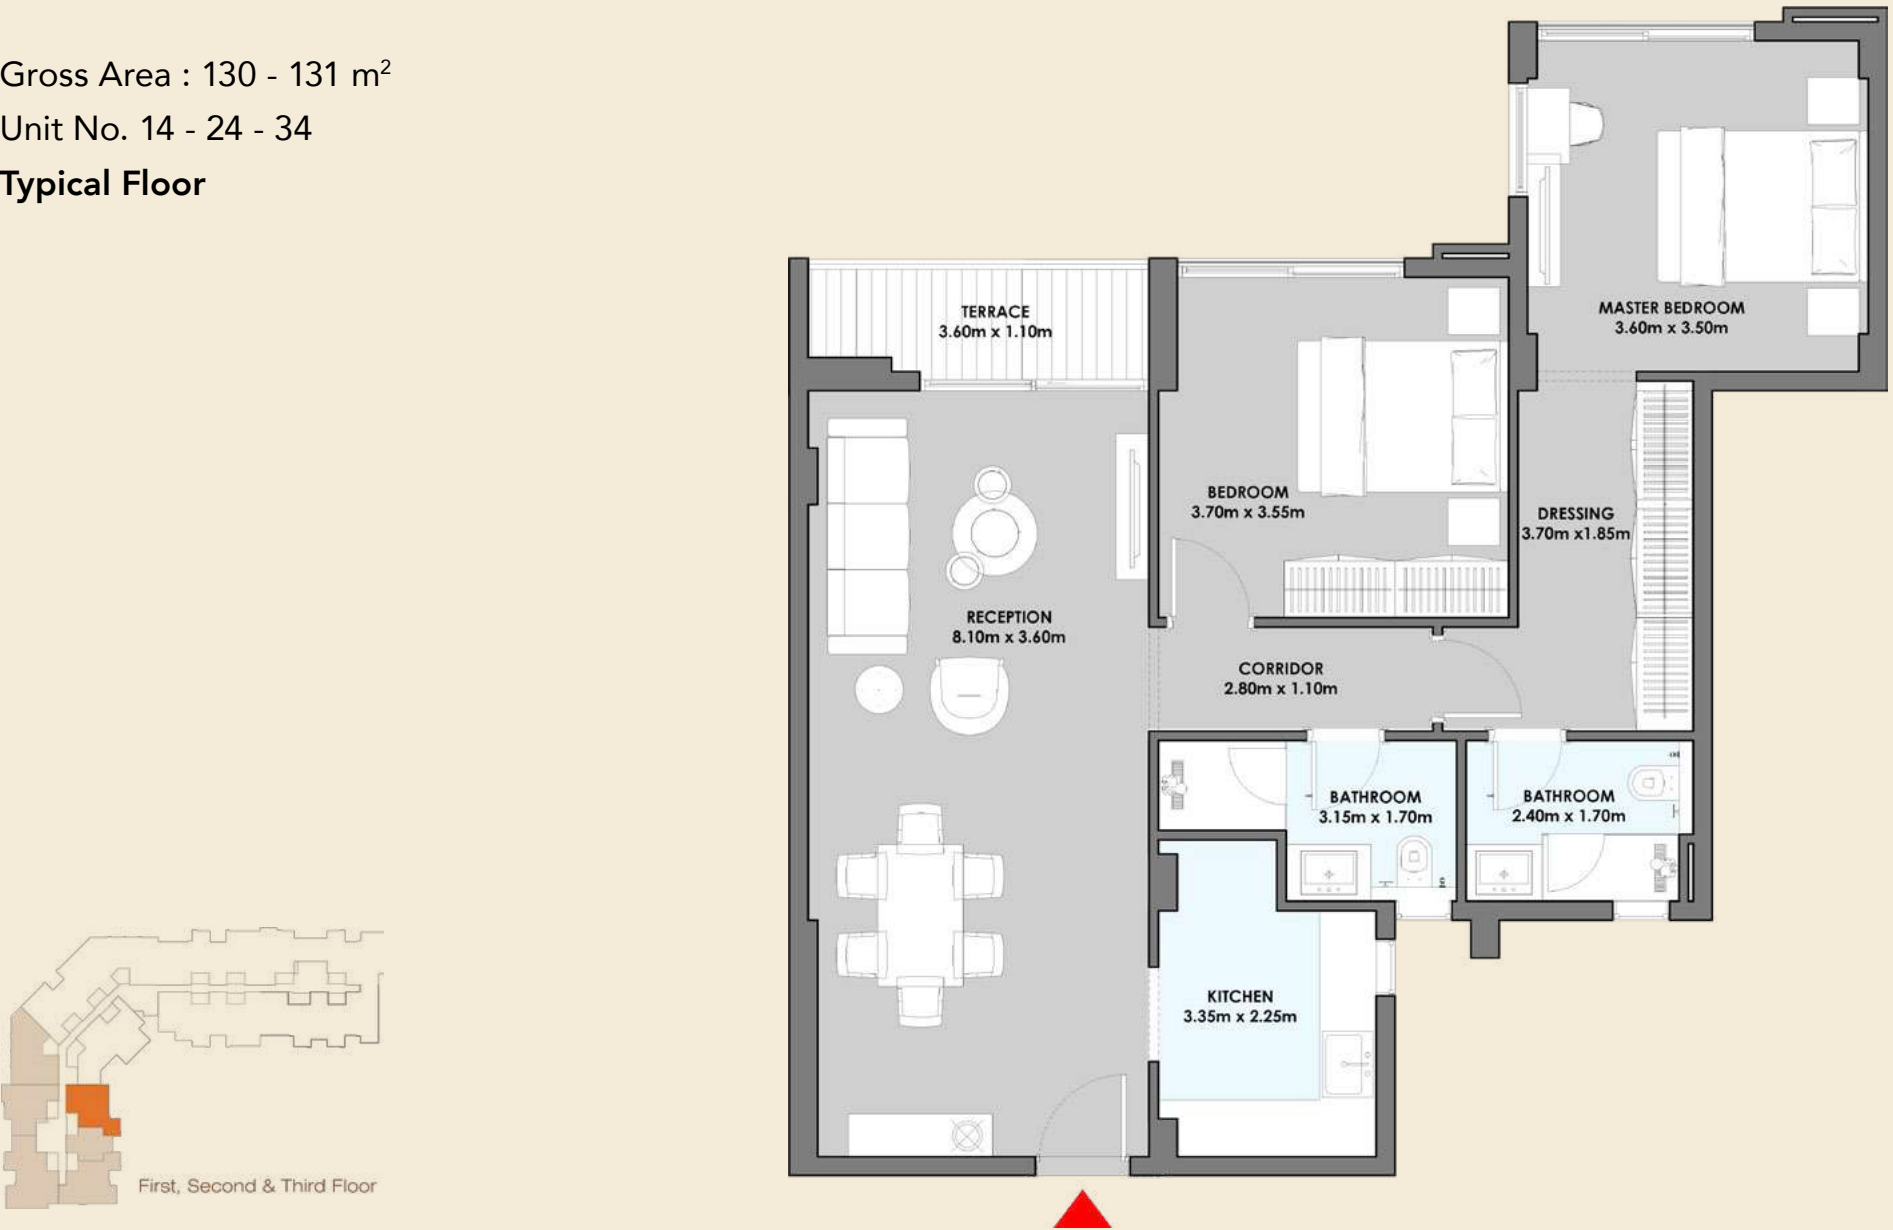 Gross Area : 130 - 131 m²
Unit No. 14 - 24 - 34
Typical Floor
TERRACE
3.60m x 1.10m
MASTER BEDROOM
3.60m x 3.50m
BEDROOM
3.70m x 3.55m
DRESSING
3.70m x1.85m
RECEPTION
8.10m x 3.60m
CORRIDOR
2.80m x 1.10m
BATHROOM
3.15m x 1.70m
BATHROOM
2.40m x 1.70m
KITCHEN
3.35m x 2.25m
First, Second & Third Floor